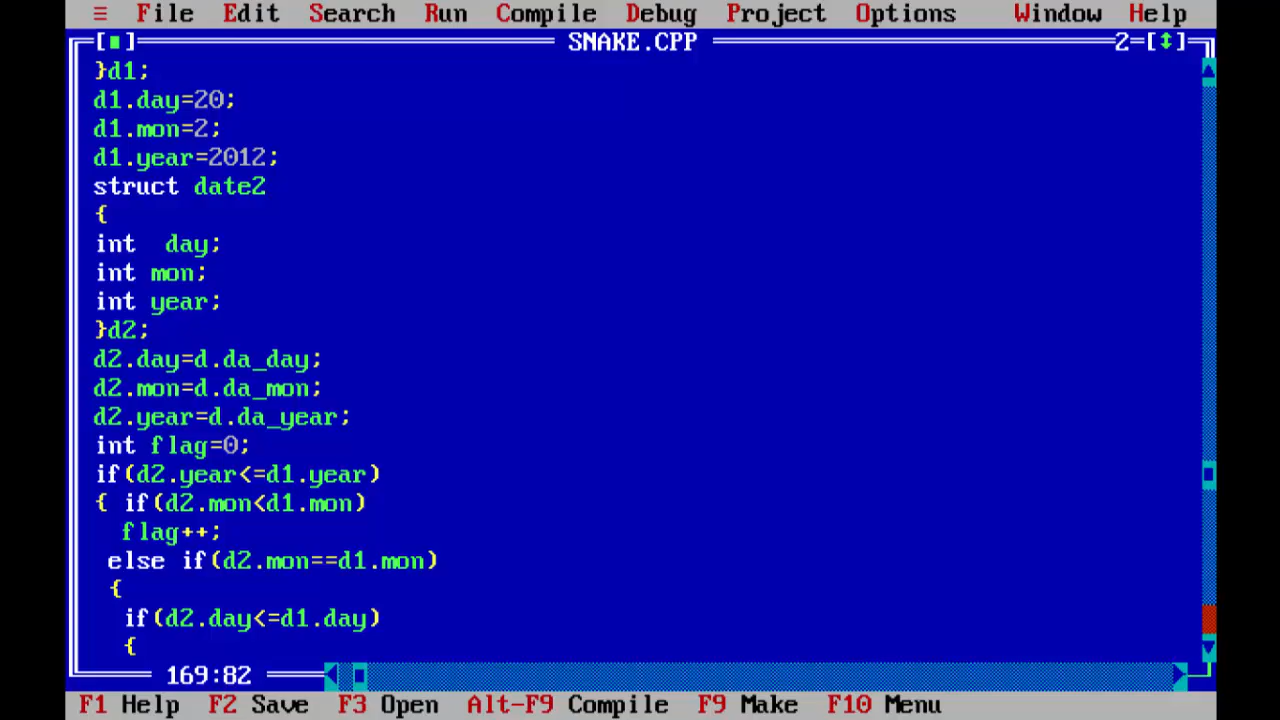 ≡ File Edit Search Run Compile Debug Project Options Window Help
[■] SNAKE.CPP 2=[↕]
}d1;
d1.day=20;
d1.mon=2;
d1.year=2012;
struct date2
{
int  day;
int mon;
int year;
}d2;
d2.day=d.da_day;
d2.mon=d.da_mon;
d2.year=d.da_year;
int flag=0;
if(d2.year<=d1.year)
{ if(d2.mon<d1.mon)
  flag++;
 else if(d2.mon==d1.mon)
 {
  if(d2.day<=d1.day)
  {
169:82
F1 Help F2 Save F3 Open Alt-F9 Compile F9 Make F10 Menu